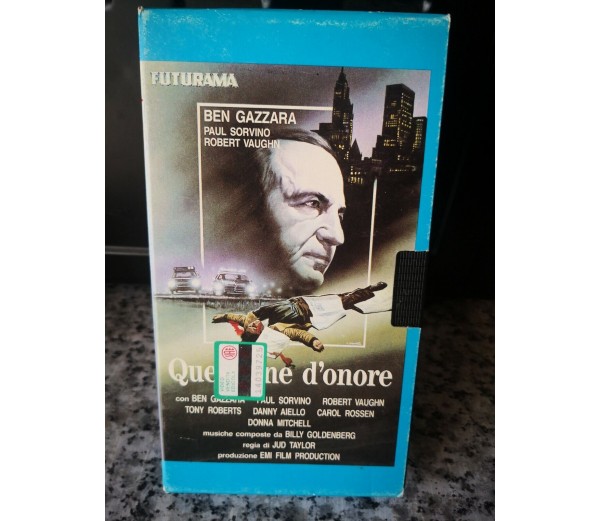 FUTURAMA
BEN GAZZARA
PAUL SORVINO
ROBERT VAUGHN
d'onore
con BEN GAZZARA PAUL SORVINO ROBERT VAUGHN
TONY ROBERTS DANNY AIELLO CAROL ROSSEN
DONNA MITCHELL
musiche composte da BILLY GOLDENBERG
regia di JUD TAYLOR
produzione EMI FILM PRODUCTION